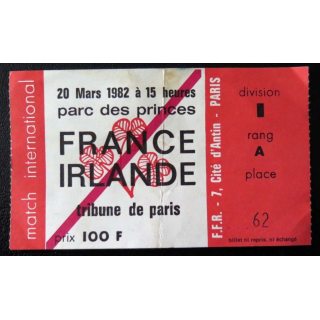 match international
20 Mars 1982 à 15 heures
parc des princes
FRANCE
IRLANDE
tribune de paris
prix 100 F
F.F.R. - 7, Cité d'Antin - PARIS
division
rang
A
place
62
billet ni repris, ni échangé